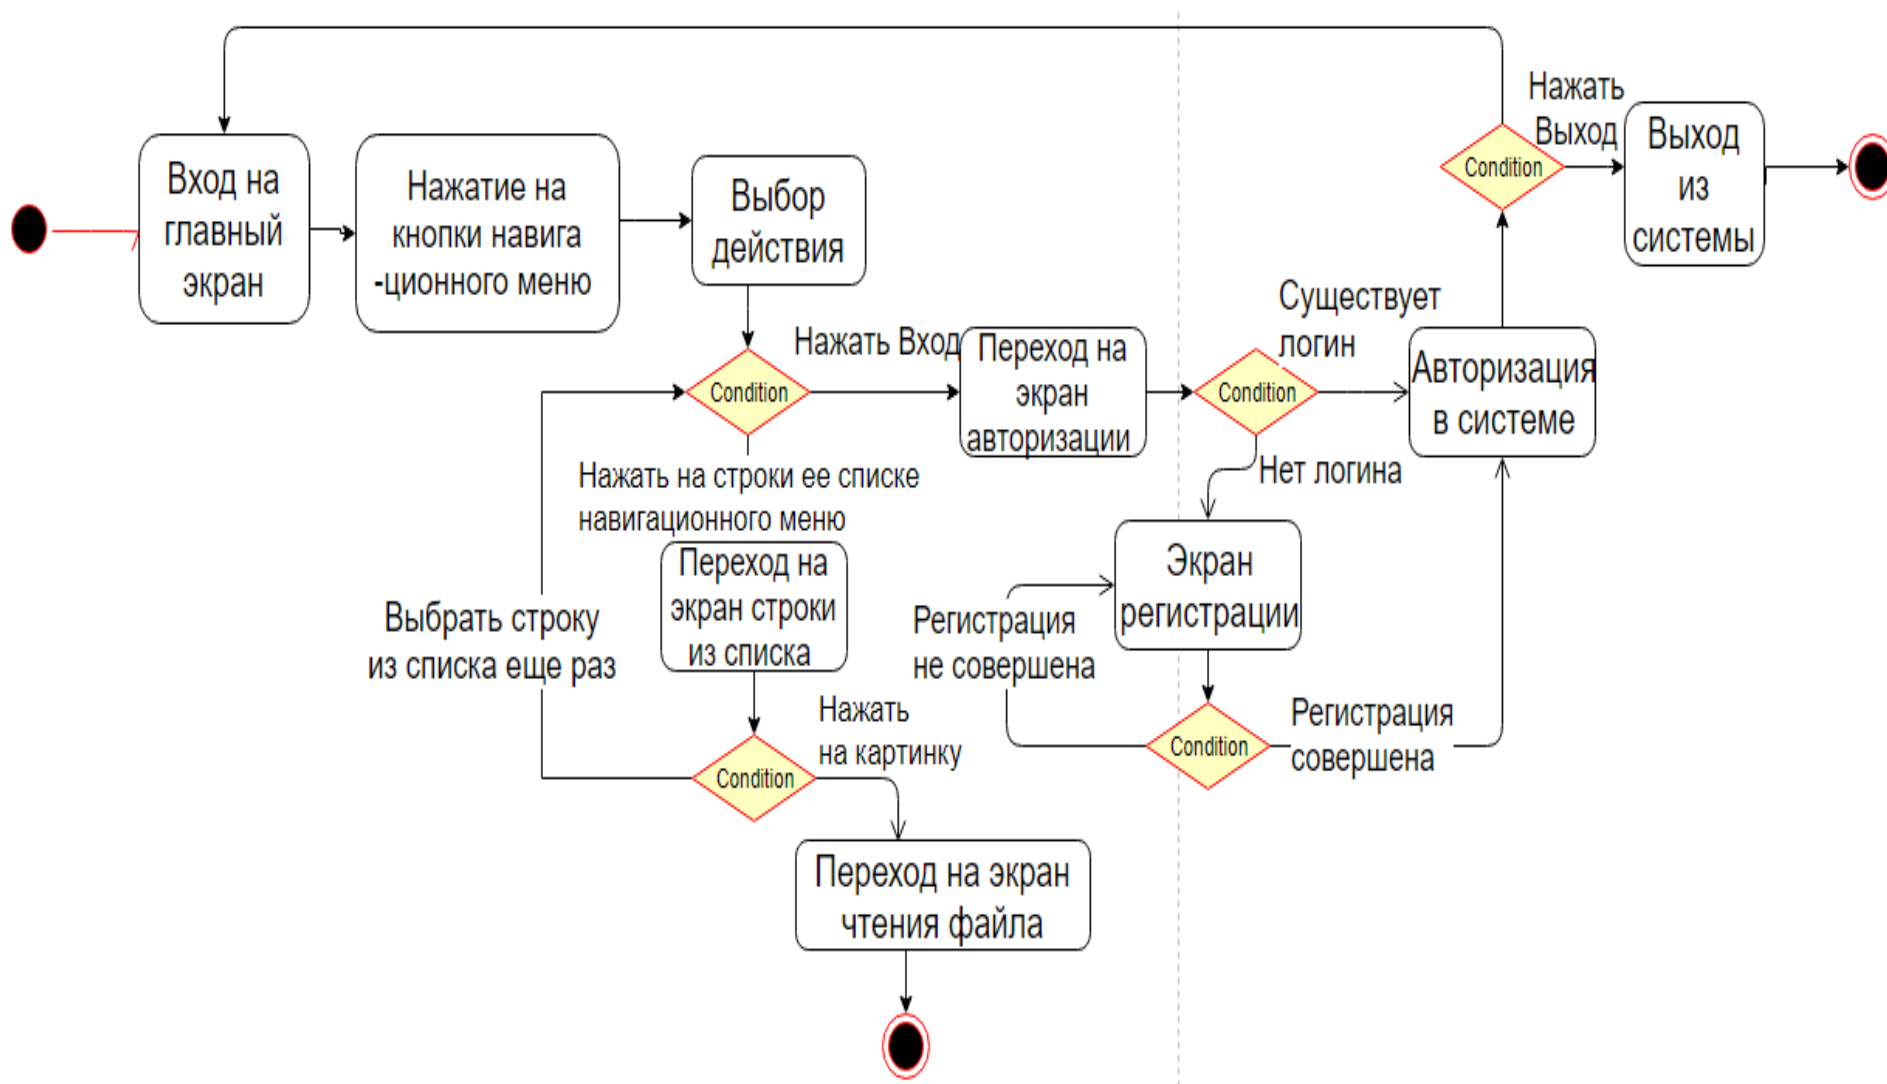 Вход на
главный
экран
Нажатие на
кнопки навига
-ционного меню
Выбор
действия
Condition
Нажать Вход
Переход на
экран
авторизации
Condition
Существует
логин
Авторизация
в системе
Condition
Нажать
Выход
Выход
из
системы
Нажать на строки ее списке
навигационного меню
Переход на
экран строки
из списка
Выбрать строку
из списка еще раз
Condition
Нажать
на картинку
Переход на экран
чтения файла
Нет логина
Экран
регистрации
Регистрация
не совершена
Condition
Регистрация
совершена